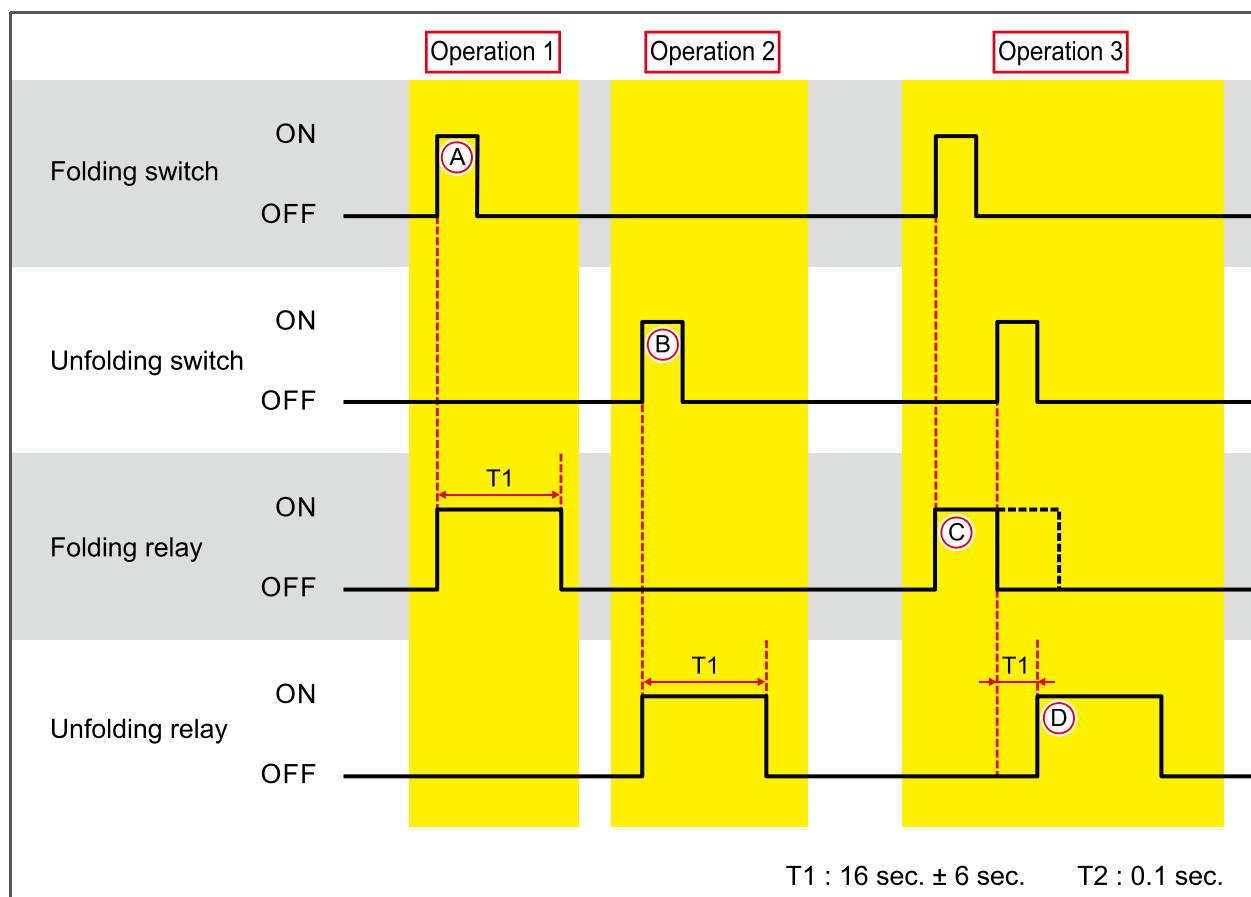 Operation 1
Operation 2
Operation 3
Folding switch
ON
OFF
A
Unfolding switch
ON
OFF
B
Folding relay
ON
OFF
T1
C
Unfolding relay
ON
OFF
T1
T1
D
T1 : 16 sec. ± 6 sec. T2 : 0.1 sec.